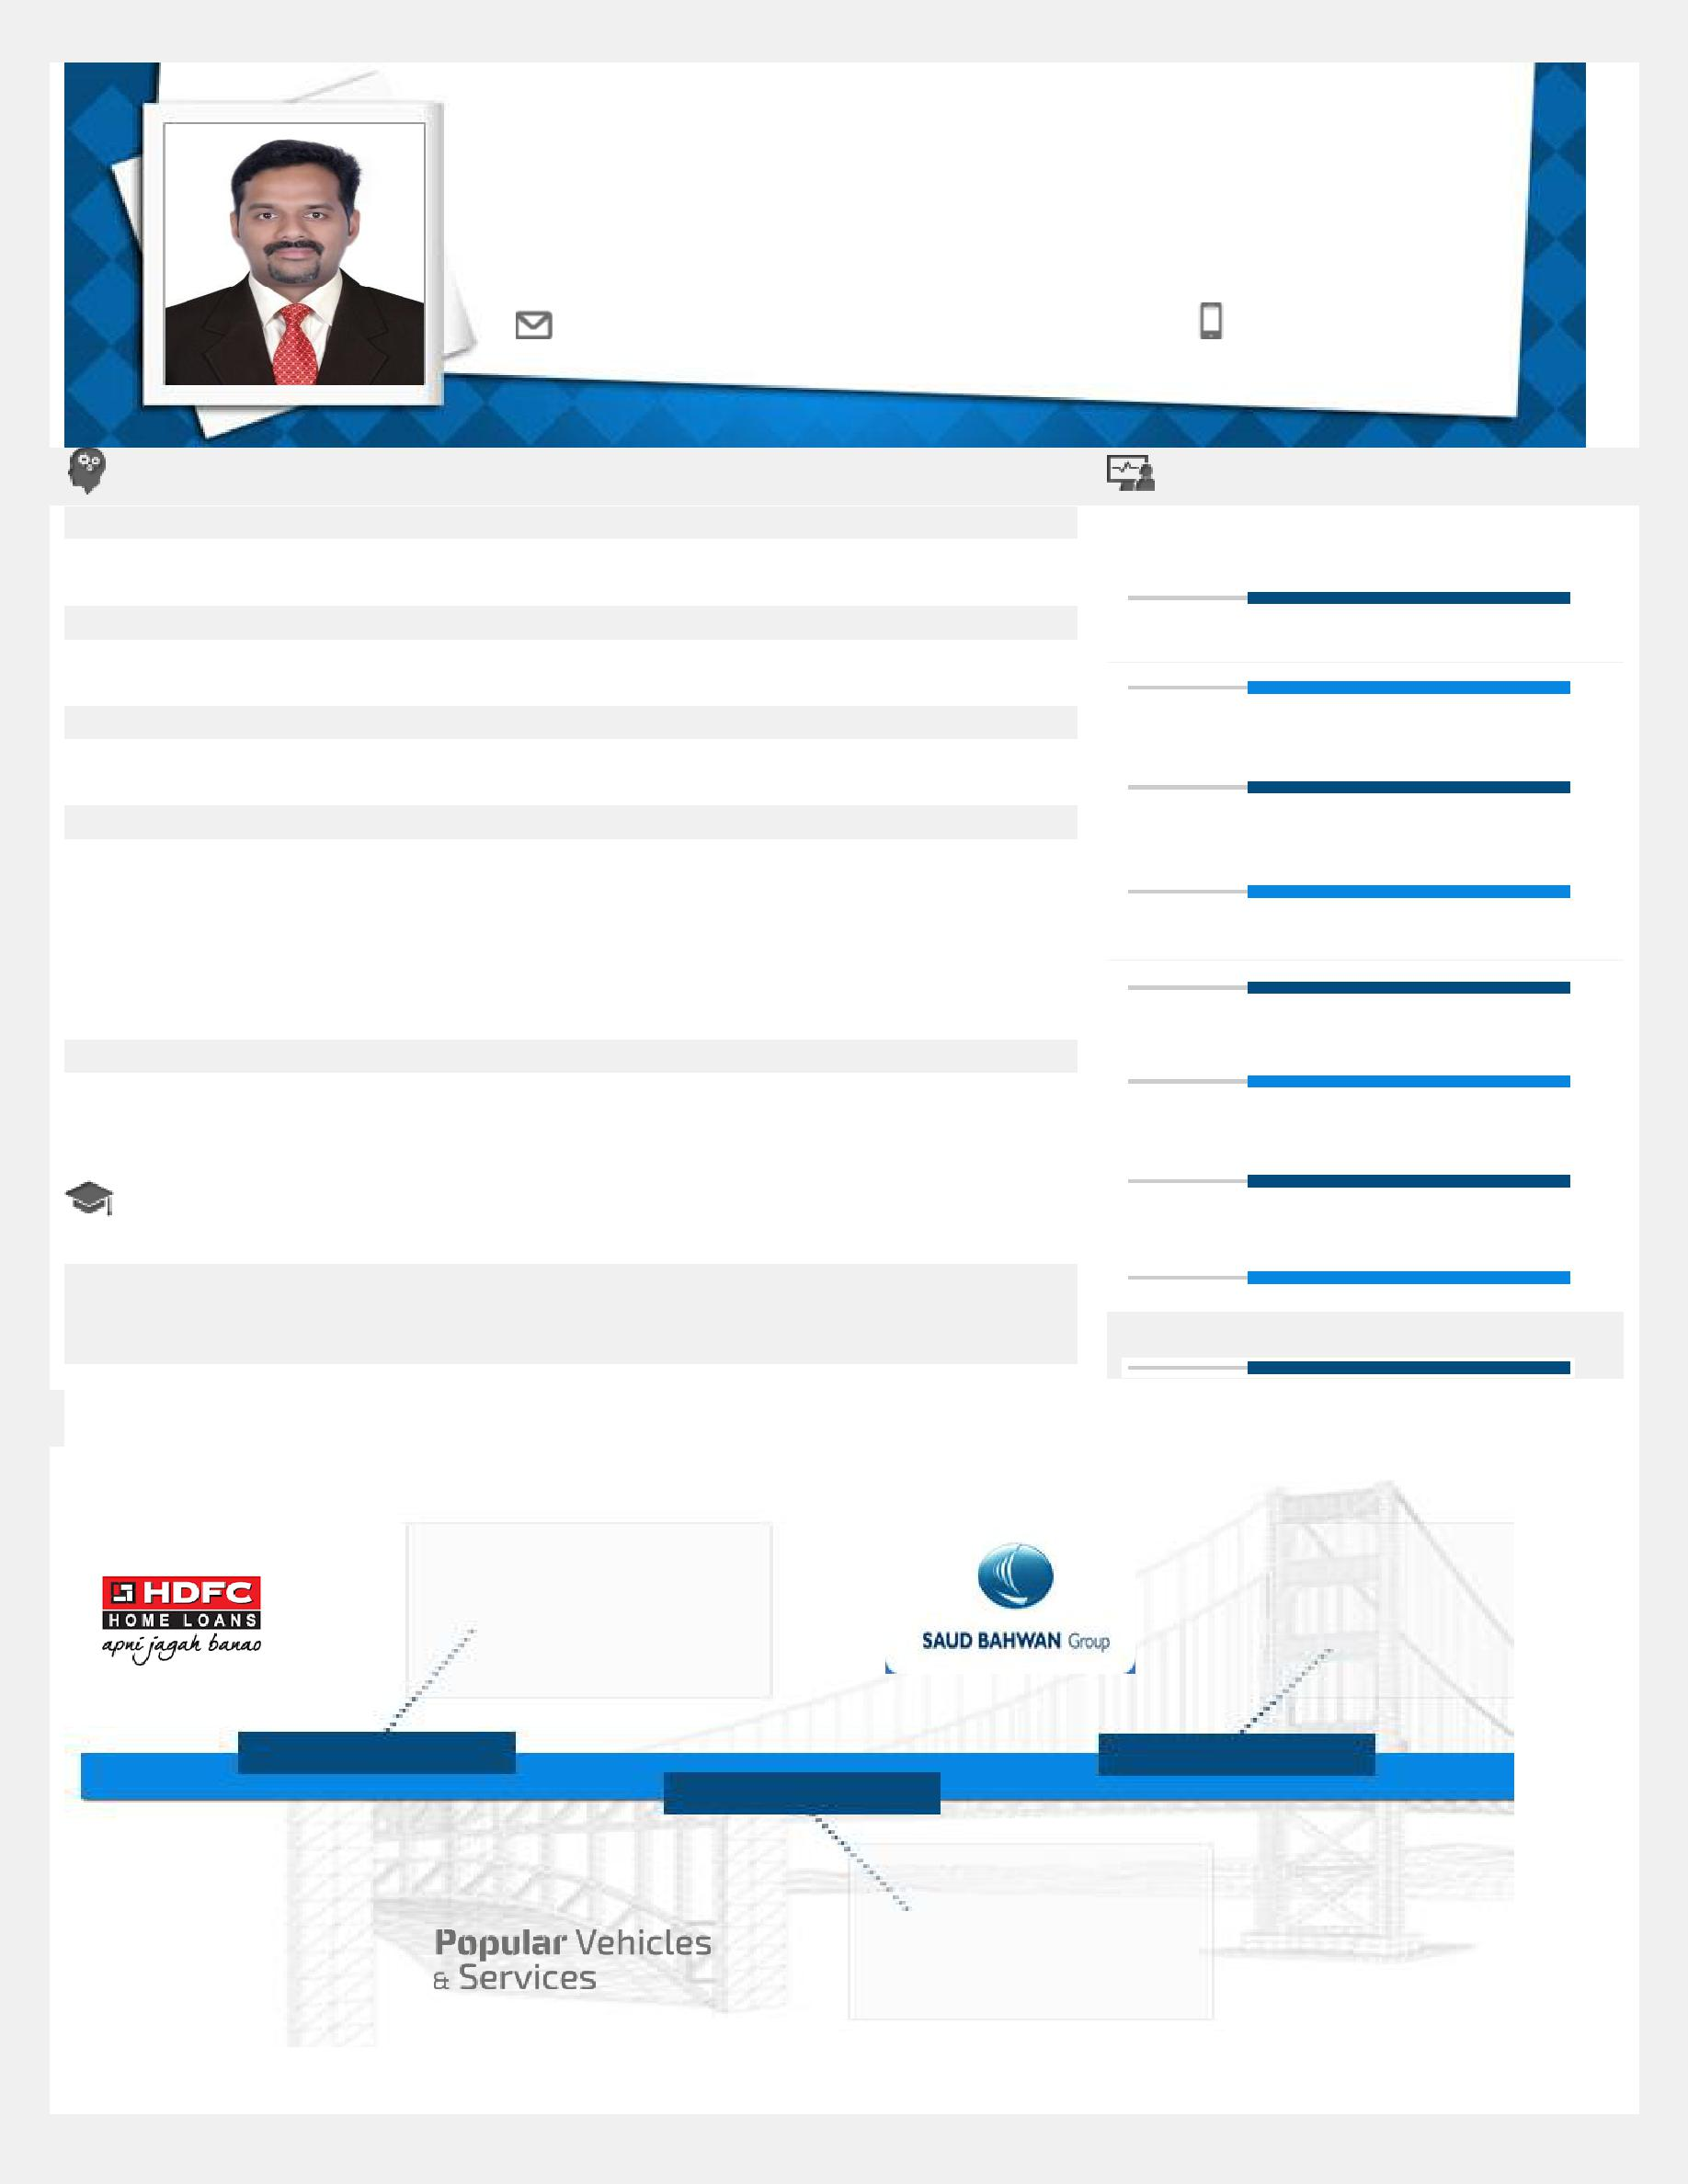 HDFC
HOME LOANS
apni jagah banao
SAUD BAHWAN Group
Popular Vehicles
& Services